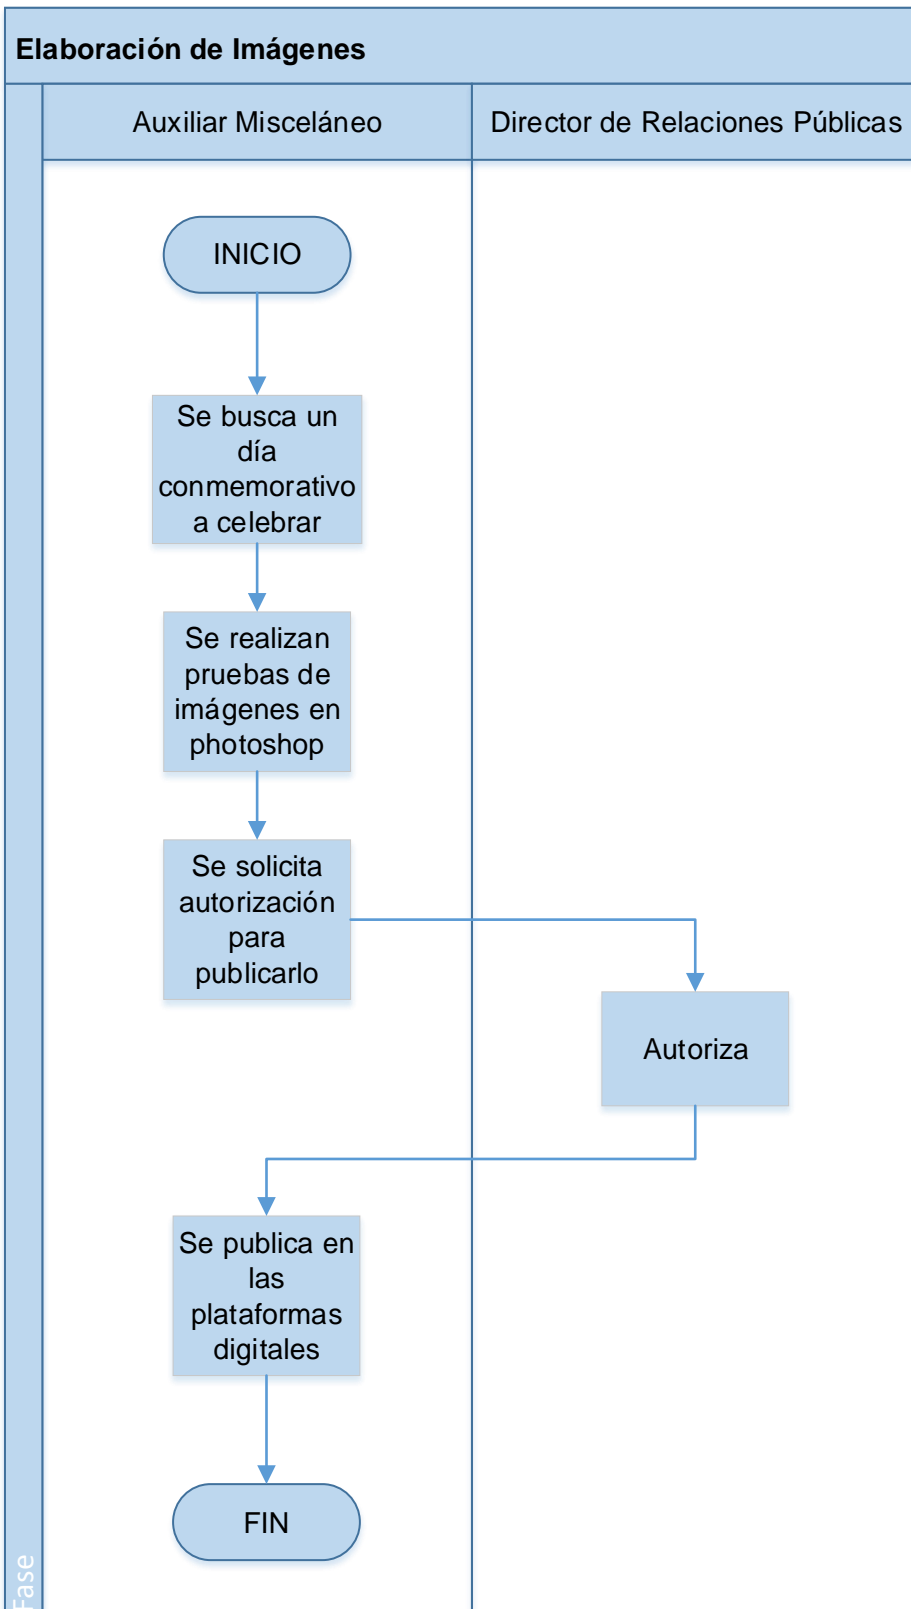 Elaboración de Imágenes
Auxiliar Misceláneo
Director de Relaciones Públicas
INICIO
Se busca un
día
conmemorativo
a celebrar
Se realizan
pruebas de
imágenes en
photoshop
Se solicita
autorización
para
publicarlo
Autoriza
Se publica en
las
plataformas
digitales
FIN
Fase